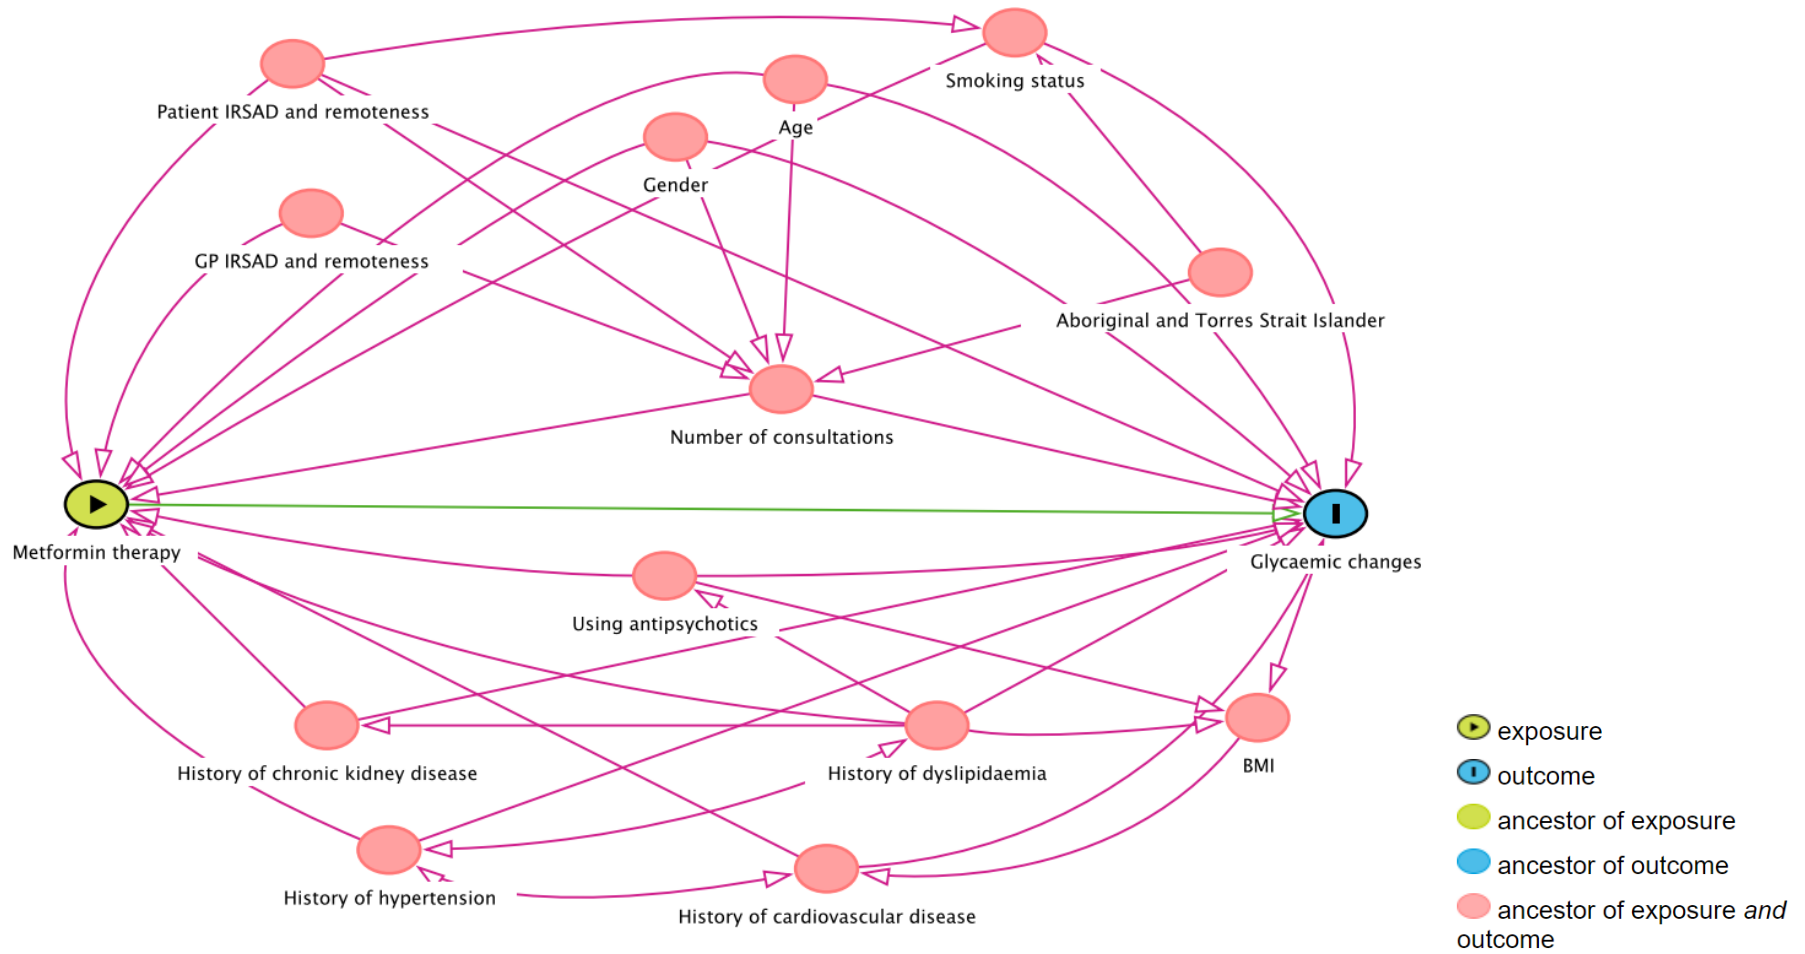 Smoking status
Patient IRSAD and remoteness
Age
Gender
GP IRSAD and remoteness
Aboriginal and Torres Strait Islander
Number of consultations
Metformin therapy
Glycaemic changes
Using antipsychotics
History of chronic kidney disease
History of dyslipidaemia
BMI
History of hypertension
History of cardiovascular disease
exposure
outcome
ancestor of exposure
ancestor of outcome
ancestor of exposure and
outcome